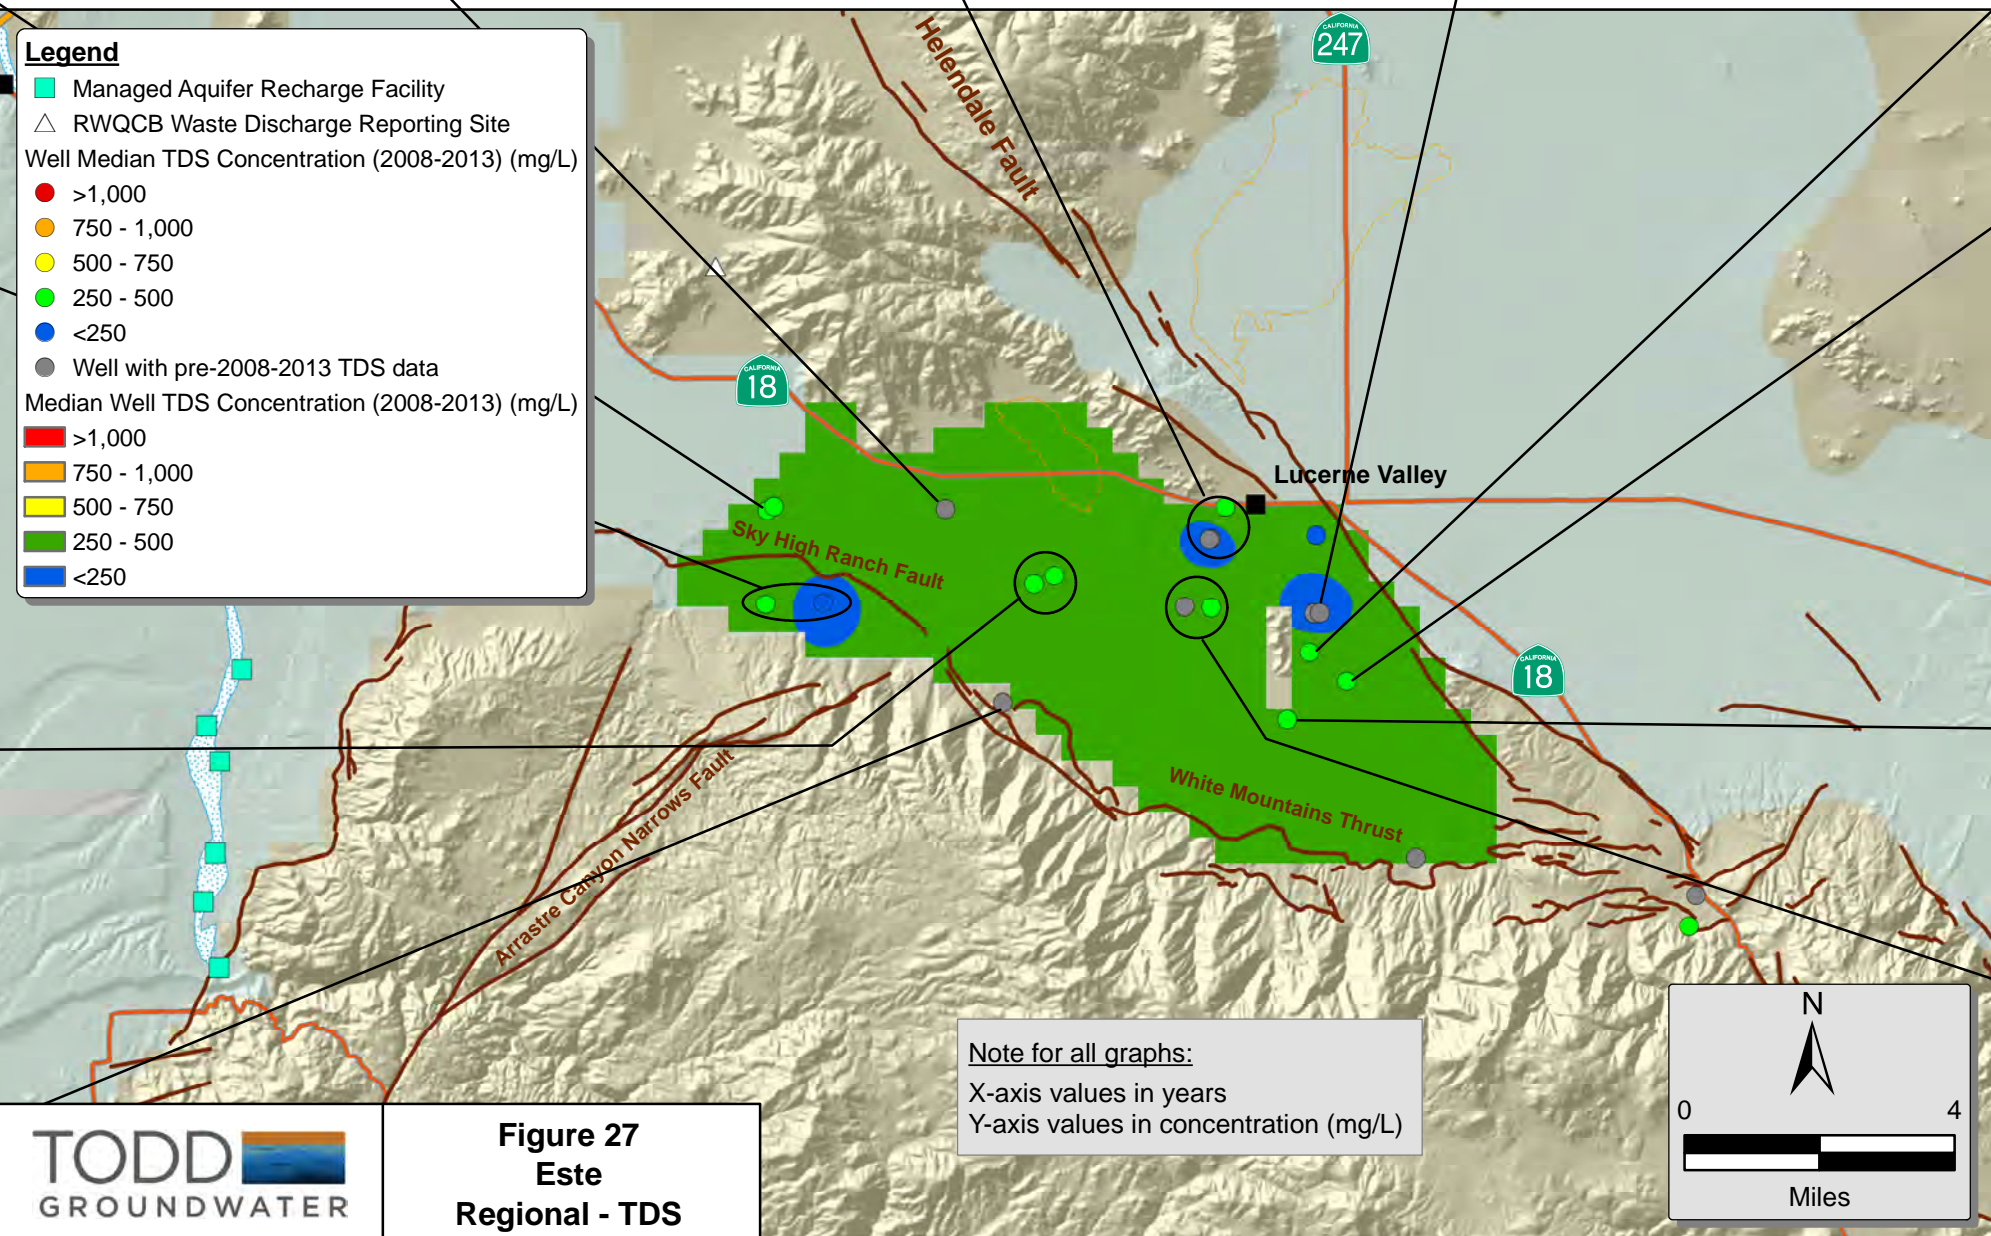 Legend
Managed Aquifer Recharge Facility
RWQCB Waste Discharge Reporting Site
Well Median TDS Concentration (2008-2013) (mg/L)
>1,000
750 - 1,000
500 - 750
250 - 500
<250
Well with pre-2008-2013 TDS data
Median Well TDS Concentration (2008-2013) (mg/L)
>1,000
750 - 1,000
500 - 750
250 - 500
<250
Helendale Fault
CALIFORNIA
247
CALIFORNIA
18
Lucerne Valley
Sky High Ranch Fault
CALIFORNIA
18
White Mountains Thrust
Arrastre Canyon Narrows Fault
Note for all graphs:
X-axis values in years
Y-axis values in concentration (mg/L)
N
0 4
Miles
TODD
GROUNDWATER
Figure 27
Este
Regional - TDS